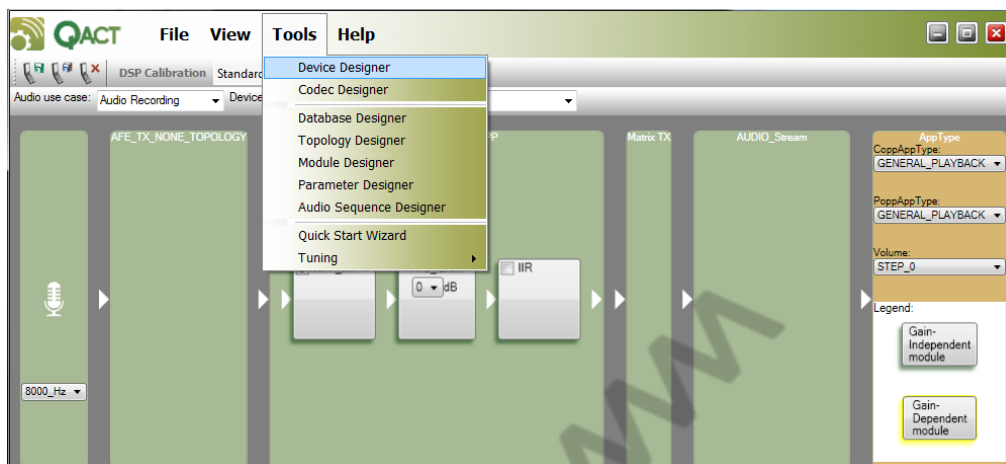 QACT File View Tools Help
DSP Calibration Standar
Device Designer
Codec Designer
Database Designer
Topology Designer
Module Designer
Parameter Designer
Audio Sequence Designer
Quick Start Wizard
Tuning
Audio use case: Audio Recording Device
AFE_TX_NONE_TOPOLOGY
Matrix TX
AUDIO_Stream
AppType
CoppAppType:
GENERAL_PLAYBACK
PoppAppType:
GENERAL_PLAYBACK
Volume:
STEP_0
0 dB
IIR
8000_Hz
Legend:
Gain-
Independent
module
Gain-
Dependent
module